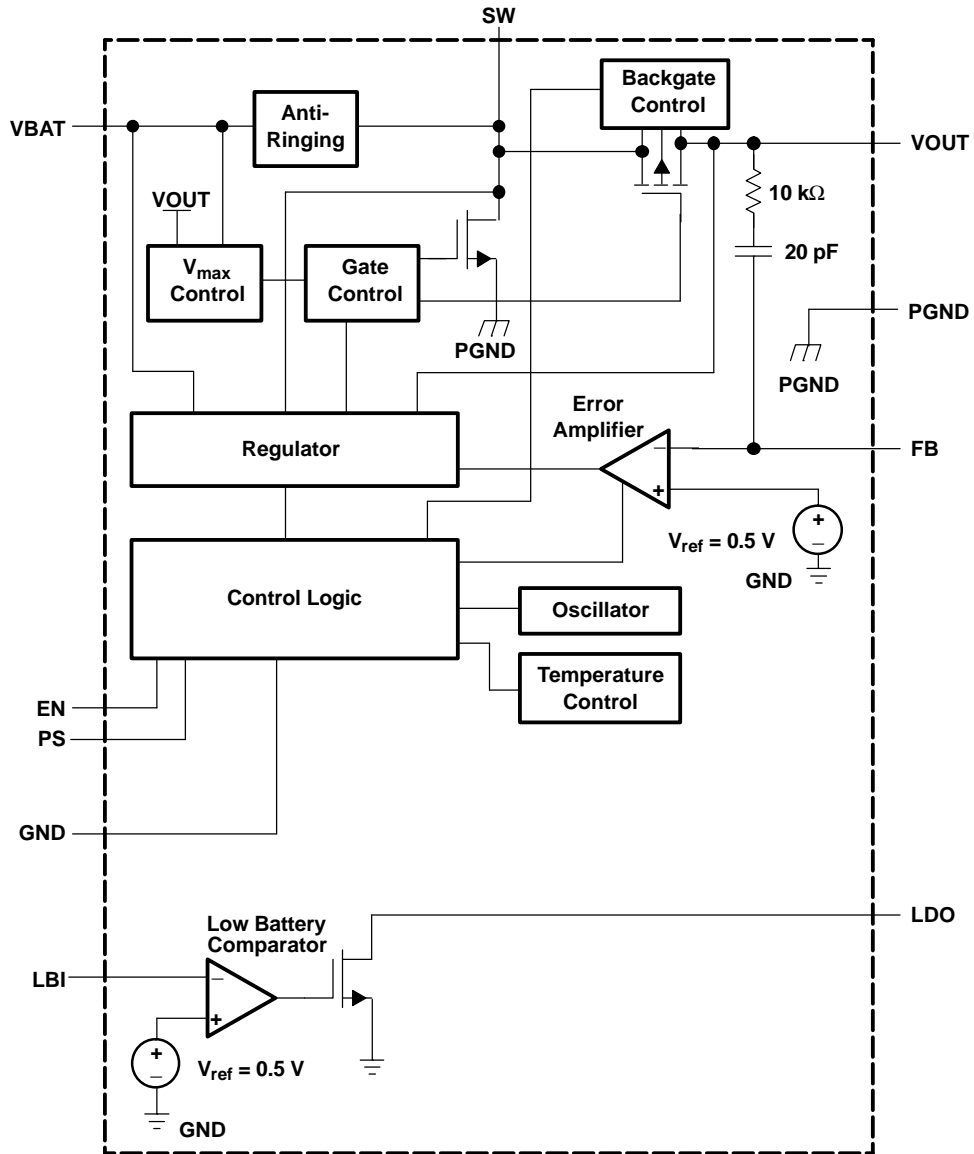 SW
Backgate
Control
Anti-
Ringing
VBAT
VOUT
VOUT
10 kΩ
20 pF
Vmax
Control
Gate
Control
PGND
PGND
PGND
Error
Amplifier
Regulator
−
FB
+
+
−
Vref = 0.5 V
GND
Control Logic
Oscillator
Temperature
Control
EN
PS
GND
Low Battery
Comparator
LDO
LBI
−
+
+
−
Vref = 0.5 V
GND